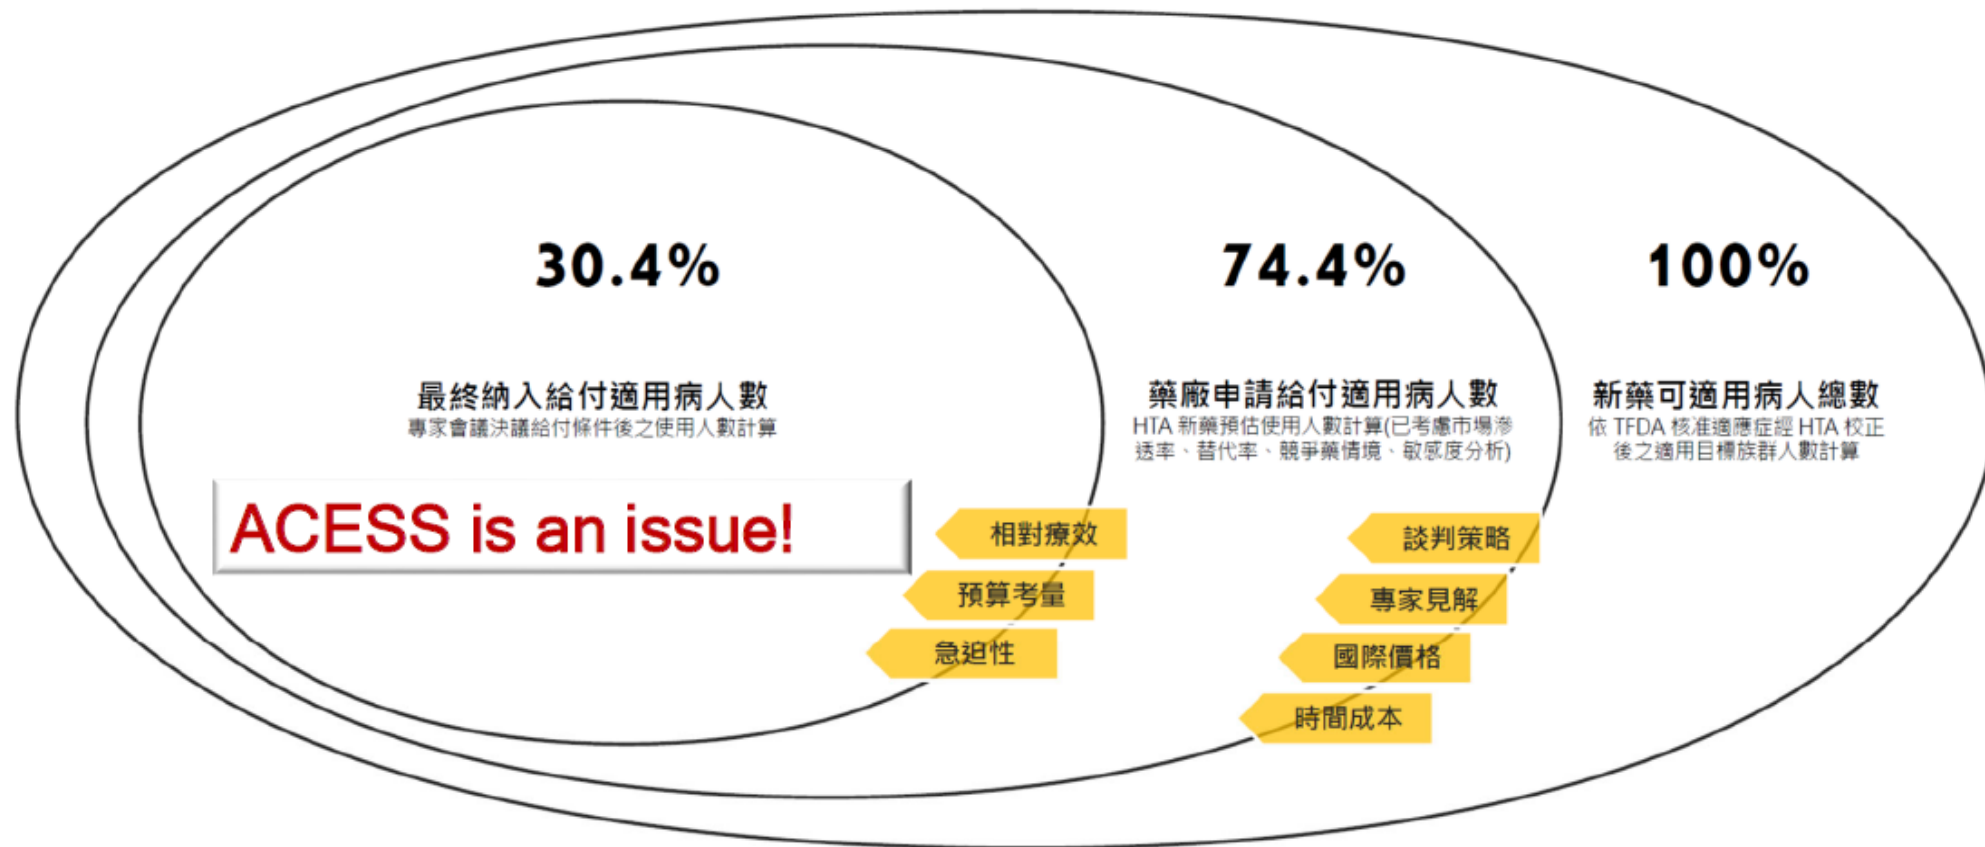 30.4%
最終納入給付適用病人數
專家會議決議給付條件後之使用人數計算
ACESS is an issue!
相對療效
預算考量
急迫性
74.4%
藥廠申請給付適用病人數
HTA 新藥預估使用人數計算(已考慮市場滲
透率、替代率、競爭藥情境、敏感度分析)
談判策略
專家見解
國際價格
時間成本
100%
新藥可適用病人總數
依 TFDA 核准適應症經 HTA 校正
後之適用目標族群人數計算